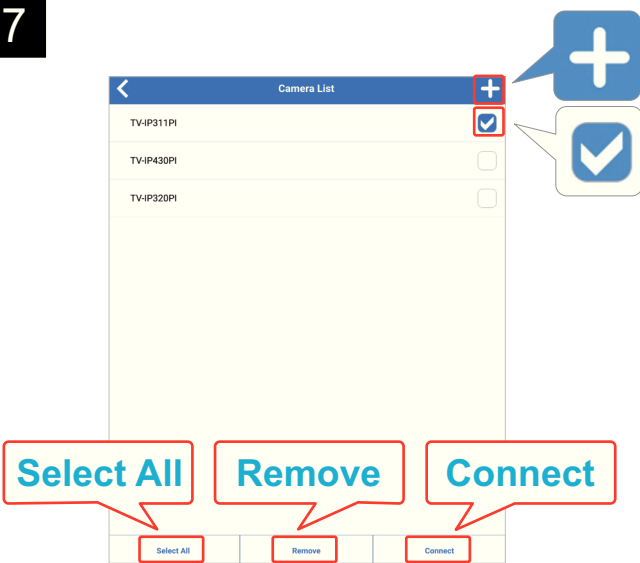 7
Camera List
TV-IP311PI
TV-IP430PI
TV-IP320PI
Select All Remove Connect
Select All Remove Connect